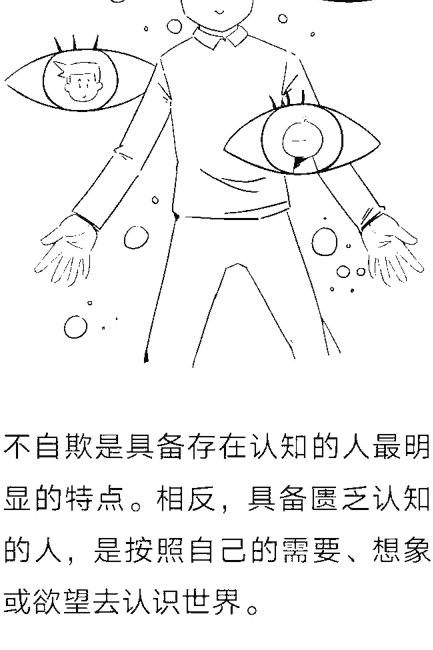 不自欺是具备存在认知的人最明
显的特点。相反，具备匮乏认知
的人，是按照自己的需要、想象
或欲望去认识世界。